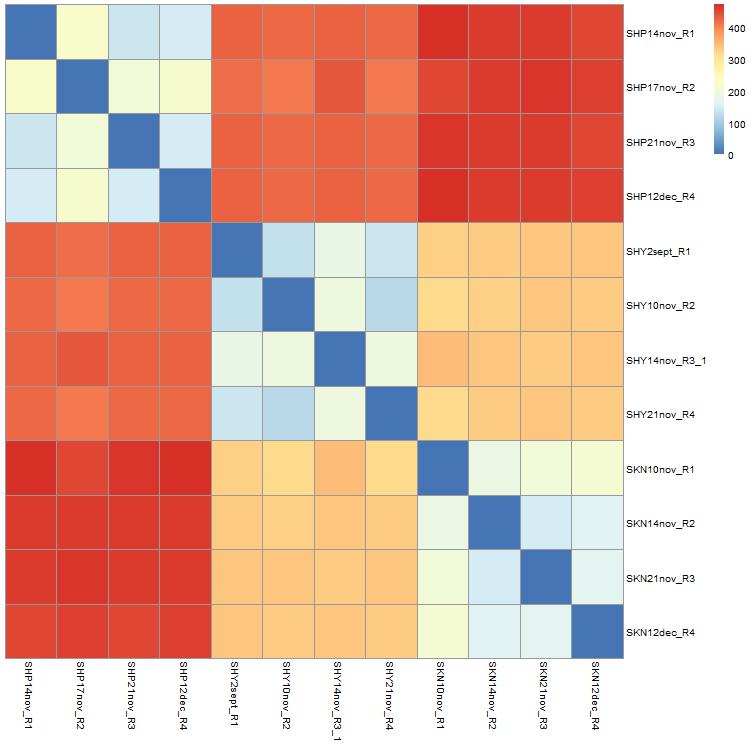 SHP14nov_R1
SHP17nov_R2
SHP21nov_R3
SHP12dec_R4
SHY2sept_R1
SHY10nov_R2
SHY14nov_R3_1
SHY21nov_R4
SKN10nov_R1
SKN14nov_R2
SKN21nov_R3
SKN12dec_R4
400
300
200
100
0
SHP14nov_R1
SHP17nov_R2
SHP21nov_R3
SHP12dec_R4
SHY2sept_R1
SHY10nov_R2
SHY14nov_R3_1
SHY21nov_R4
SKN10nov_R1
SKN14nov_R2
SKN21nov_R3
SKN12dec_R4